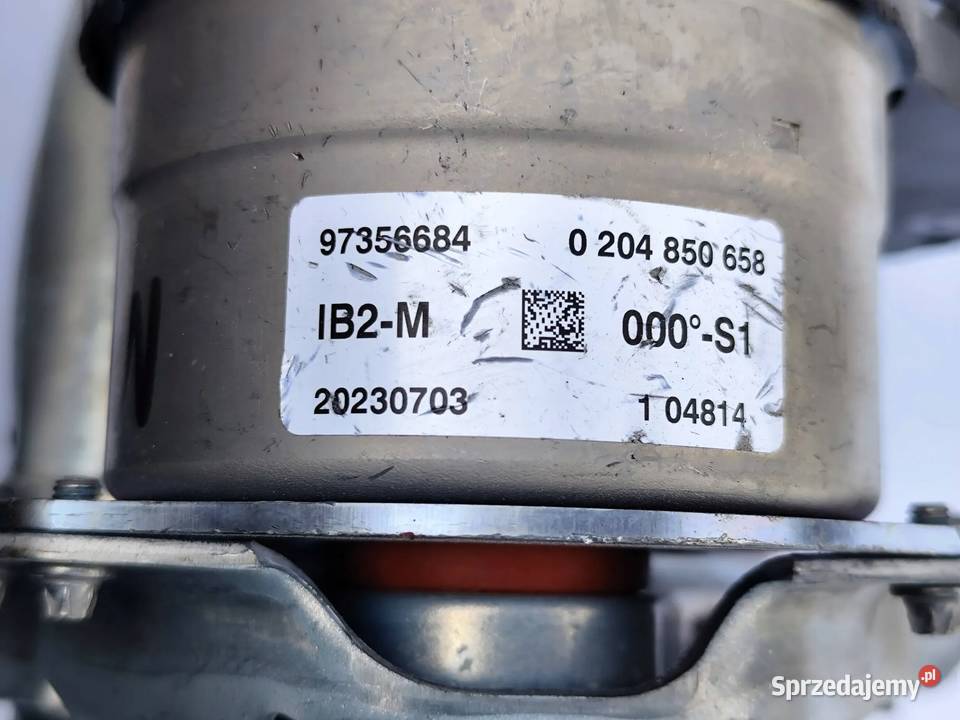 97356684 0 204 850 658
IB2-M 000°-S1
20230703 1 04814
N
Sprzedajemy.pl